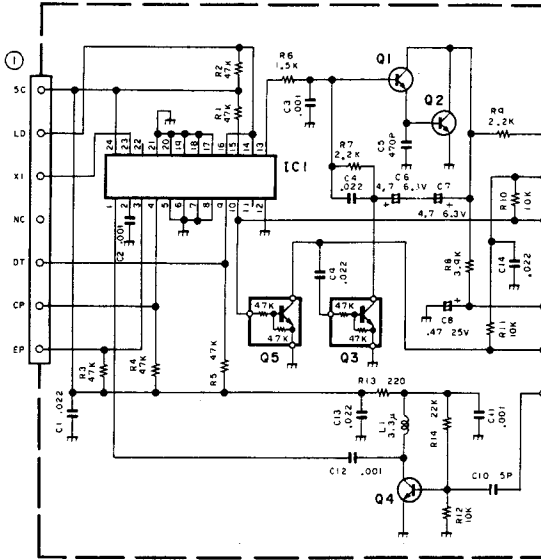 1
5C
LD
XI
NC
DT
CP
EP
R2
47K
R1
47K
R6
1.5K
C3
.001
Q1
Q2
C5
470P
R9
2.2K
R7
2.2K
C4
.022
C6 C7
4.7 6.3V
4.7 6.3V
24 23 22 21 20 19 18 17 16 15 14 13
IC1
1 2 3 4 5 6 7 8 9 10 11 12
C2
.001
R10
10K
R8
3.9K
C14
.022
C8
.47 25V
R11
10K
C9
.022
47K
47K
Q5
47K
47K
Q3
R3
47K
R4
47K
R5
47K
C1 .022
C13
.022
R13 220
L1
3.3μ
R14
22K
C11
.001
C12 .001
Q4
C10 5P
R12
10K